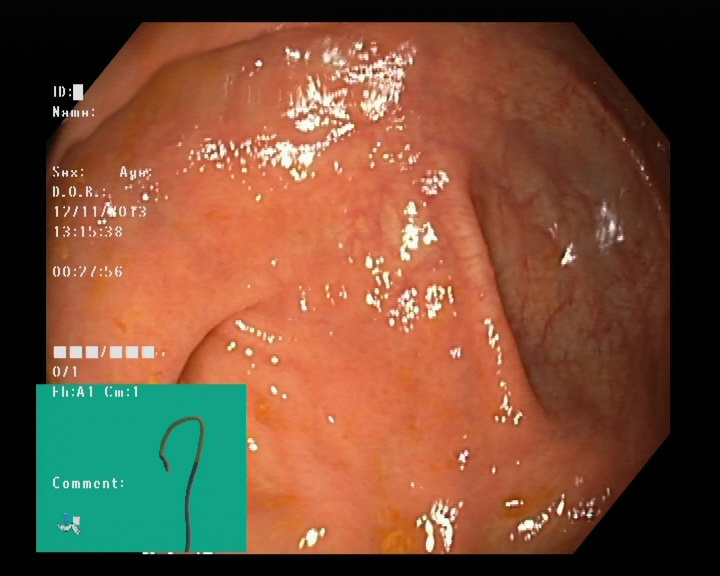 ID:
Name:
Sex: Age:
D.O.B.:
12/11/2013
13:15:38
00:27:56
0/1
Eh:A1 Cm:1
Comment: